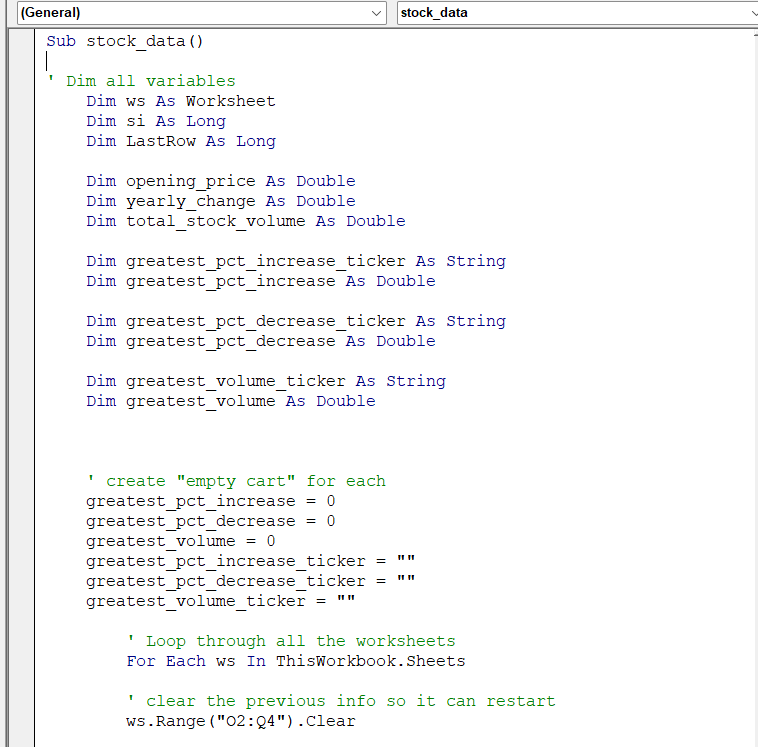 (General)
stock_data
Sub stock_data()
' Dim all variables
Dim ws As Worksheet
Dim si As Long
Dim LastRow As Long
Dim opening_price As Double
Dim yearly_change As Double
Dim total_stock_volume As Double
Dim greatest_pct_increase_ticker As String
Dim greatest_pct_increase As Double
Dim greatest_pct_decrease_ticker As String
Dim greatest_pct_decrease As Double
Dim greatest_volume_ticker As String
Dim greatest_volume As Double
' create "empty cart" for each
greatest_pct_increase = 0
greatest_pct_decrease = 0
greatest_volume = 0
greatest_pct_increase_ticker = ""
greatest_pct_decrease_ticker = ""
greatest_volume_ticker = ""
' Loop through all the worksheets
For Each ws In ThisWorkbook.Sheets
' clear the previous info so it can restart
ws.Range("O2:Q4").Clear